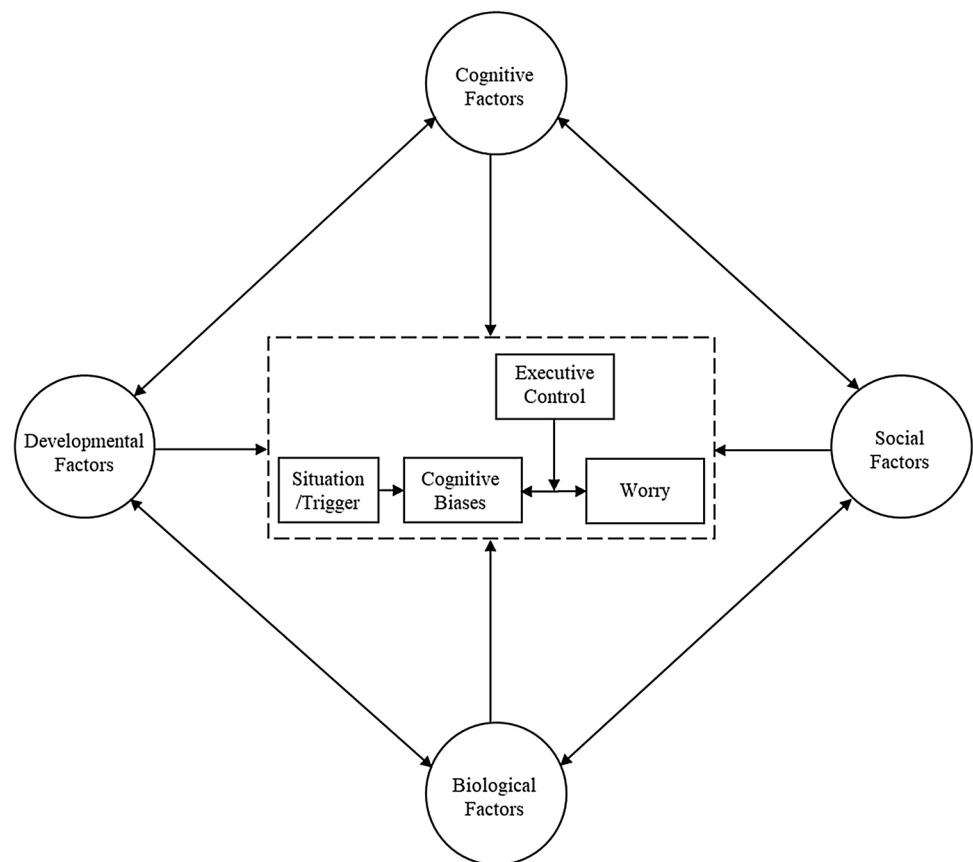 Cognitive
Factors
Executive
Control
Developmental
Factors
Situation
/Trigger
Cognitive
Biases
Worry
Social
Factors
Biological
Factors